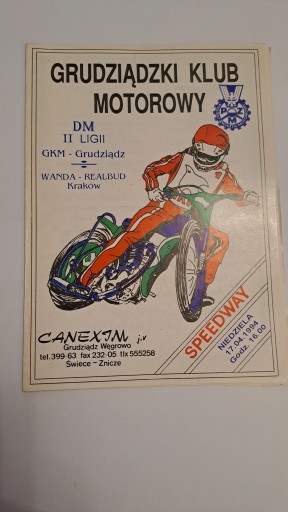 GRUDZIĄDZKI KLUB
MOTOROWY
DM
II LIGII
GKM - Grudziądz
WANDA - REALBUD
Kraków
CANEXIM j.v
Grudziądz Węgrowo
tel.399-63 fax 232-05 tlx 555258
Świece - Znicze
SPEEDWAY
NIEDZIELA
17.04.1994
Godz. 16.00